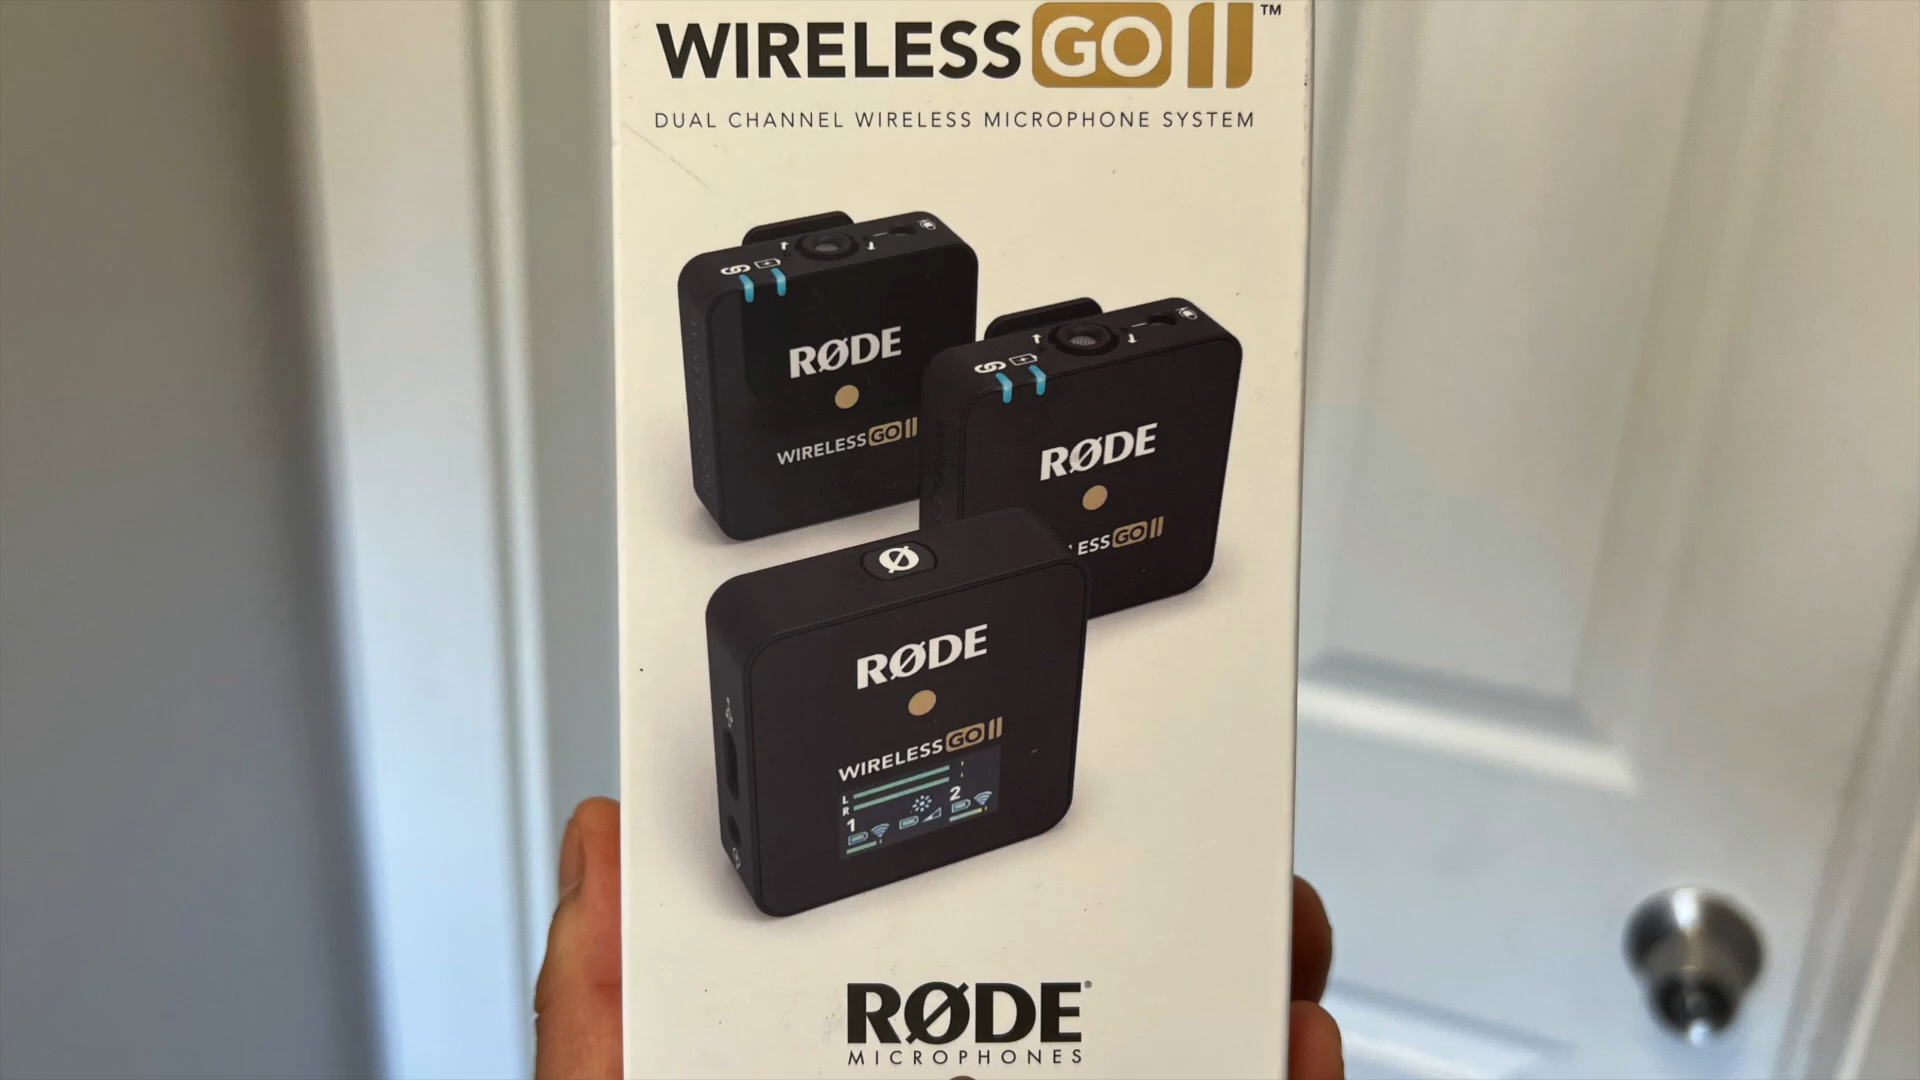 WIRELESS GO II™
DUAL CHANNEL WIRELESS MICROPHONE SYSTEM
RØDE
WIRELESS GO II
RØDE
ESS GO II
RØDE
WIRELESS GO II
L
R
1
2
RØDE®
MICROPHONES